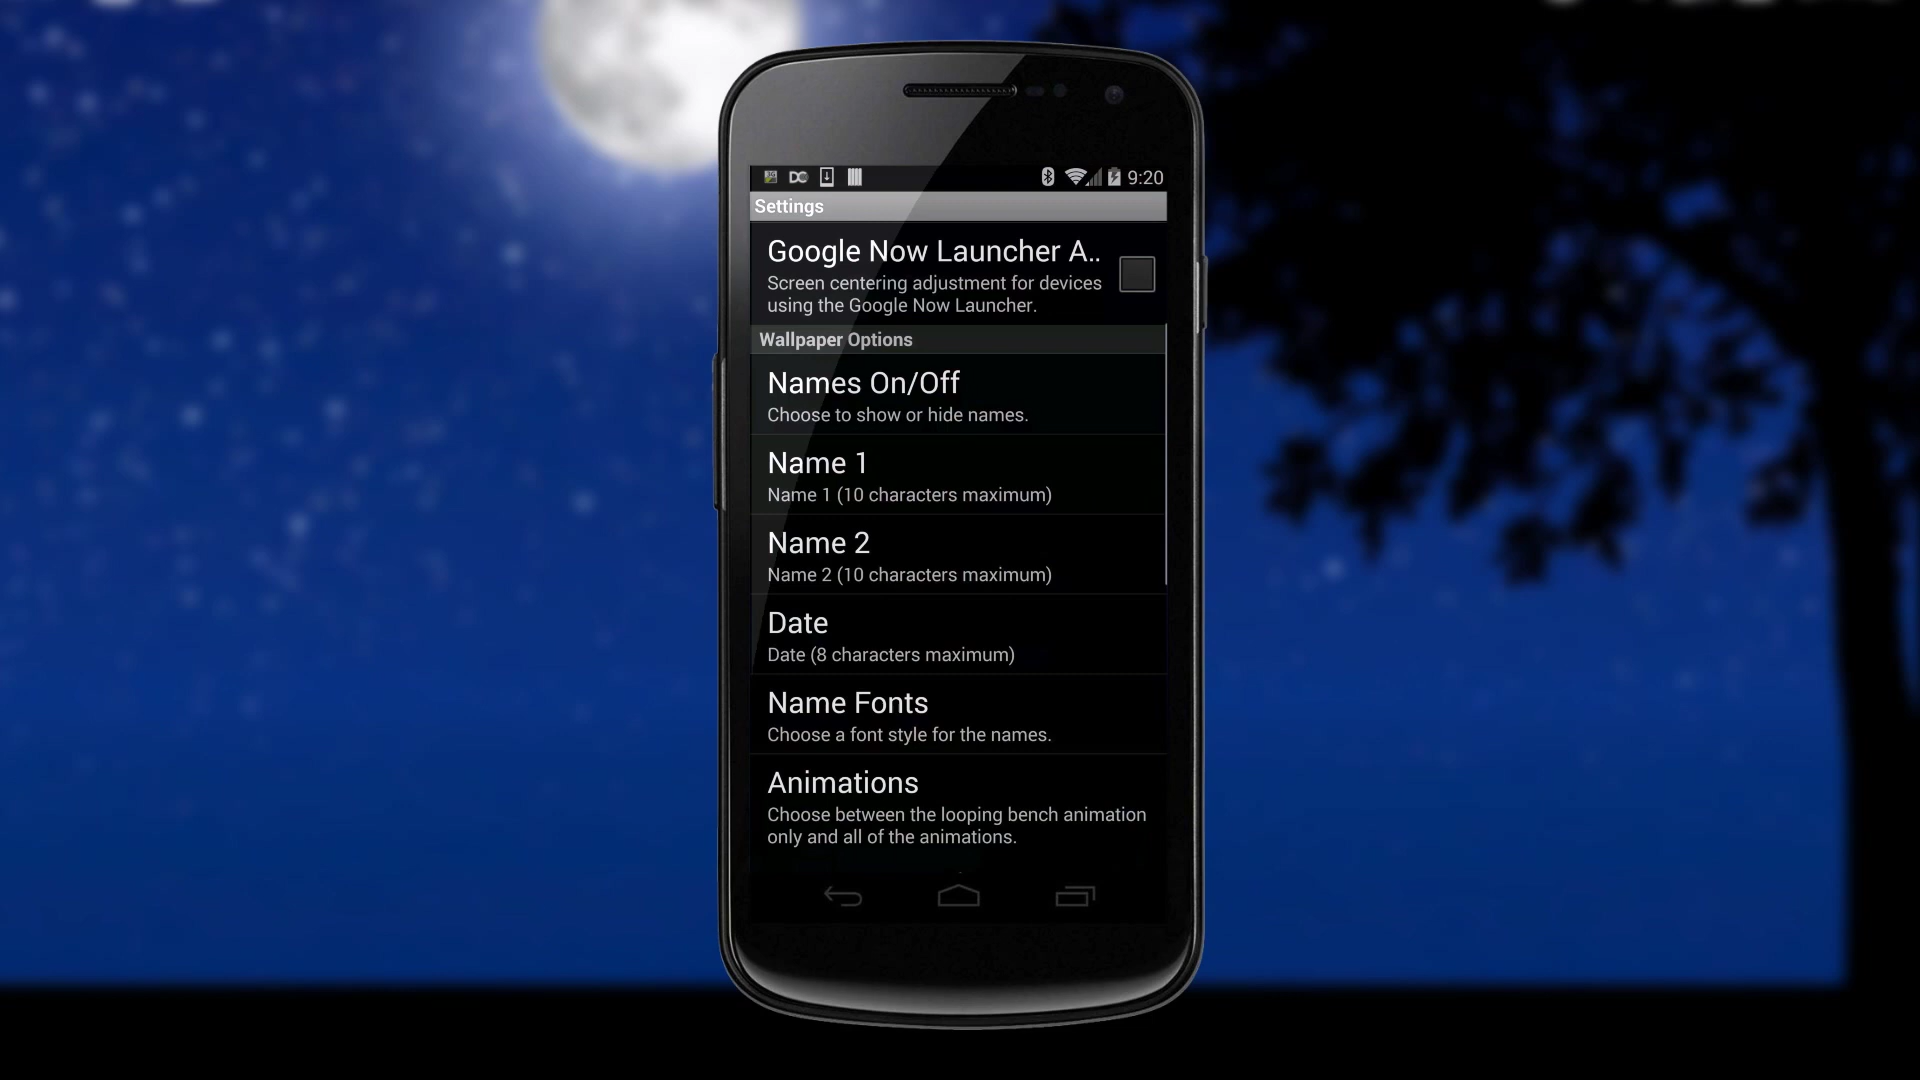 9:20
Settings
Google Now Launcher A..
Screen centering adjustment for devices
using the Google Now Launcher.
Wallpaper Options
Names On/Off
Choose to show or hide names.
Name 1
Name 1 (10 characters maximum)
Name 2
Name 2 (10 characters maximum)
Date
Date (8 characters maximum)
Name Fonts
Choose a font style for the names.
Animations
Choose between the looping bench animation
only and all of the animations.